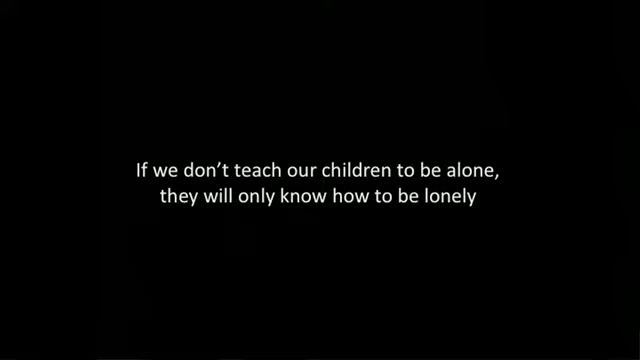 If we don’t teach our children to be alone,
they will only know how to be lonely